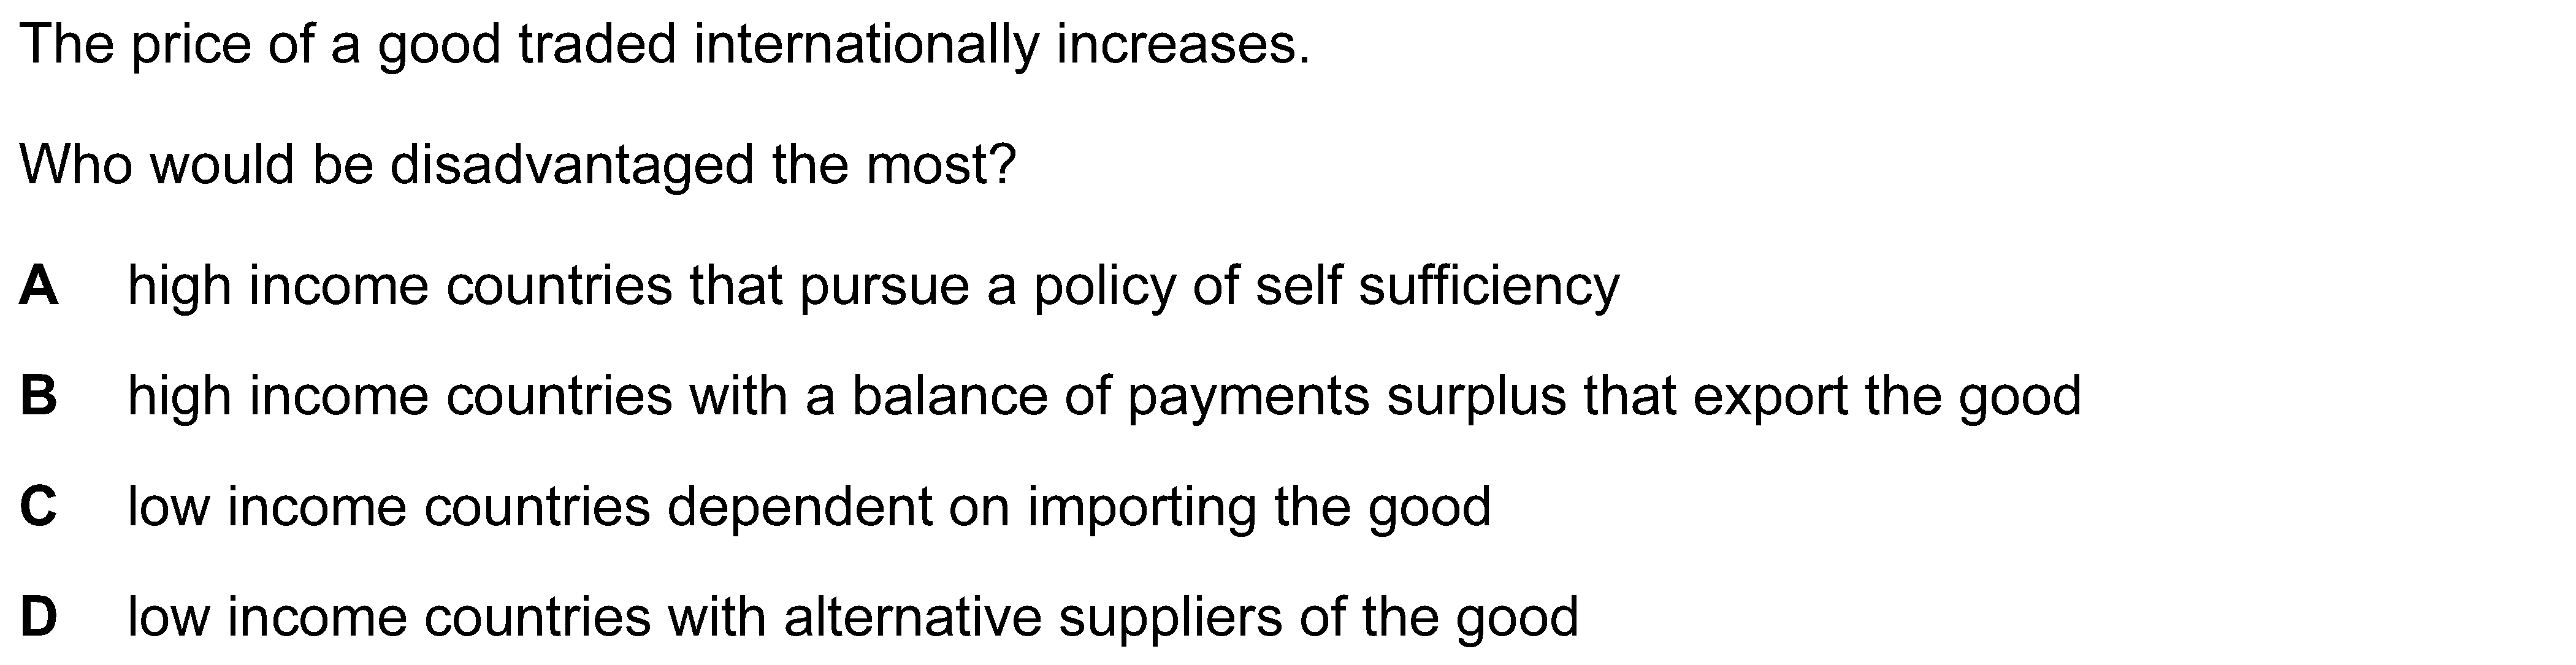 The price of a good traded internationally increases.
Who would be disadvantaged the most?
A high income countries that pursue a policy of self sufficiency
B high income countries with a balance of payments surplus that export the good
C low income countries dependent on importing the good
D low income countries with alternative suppliers of the good